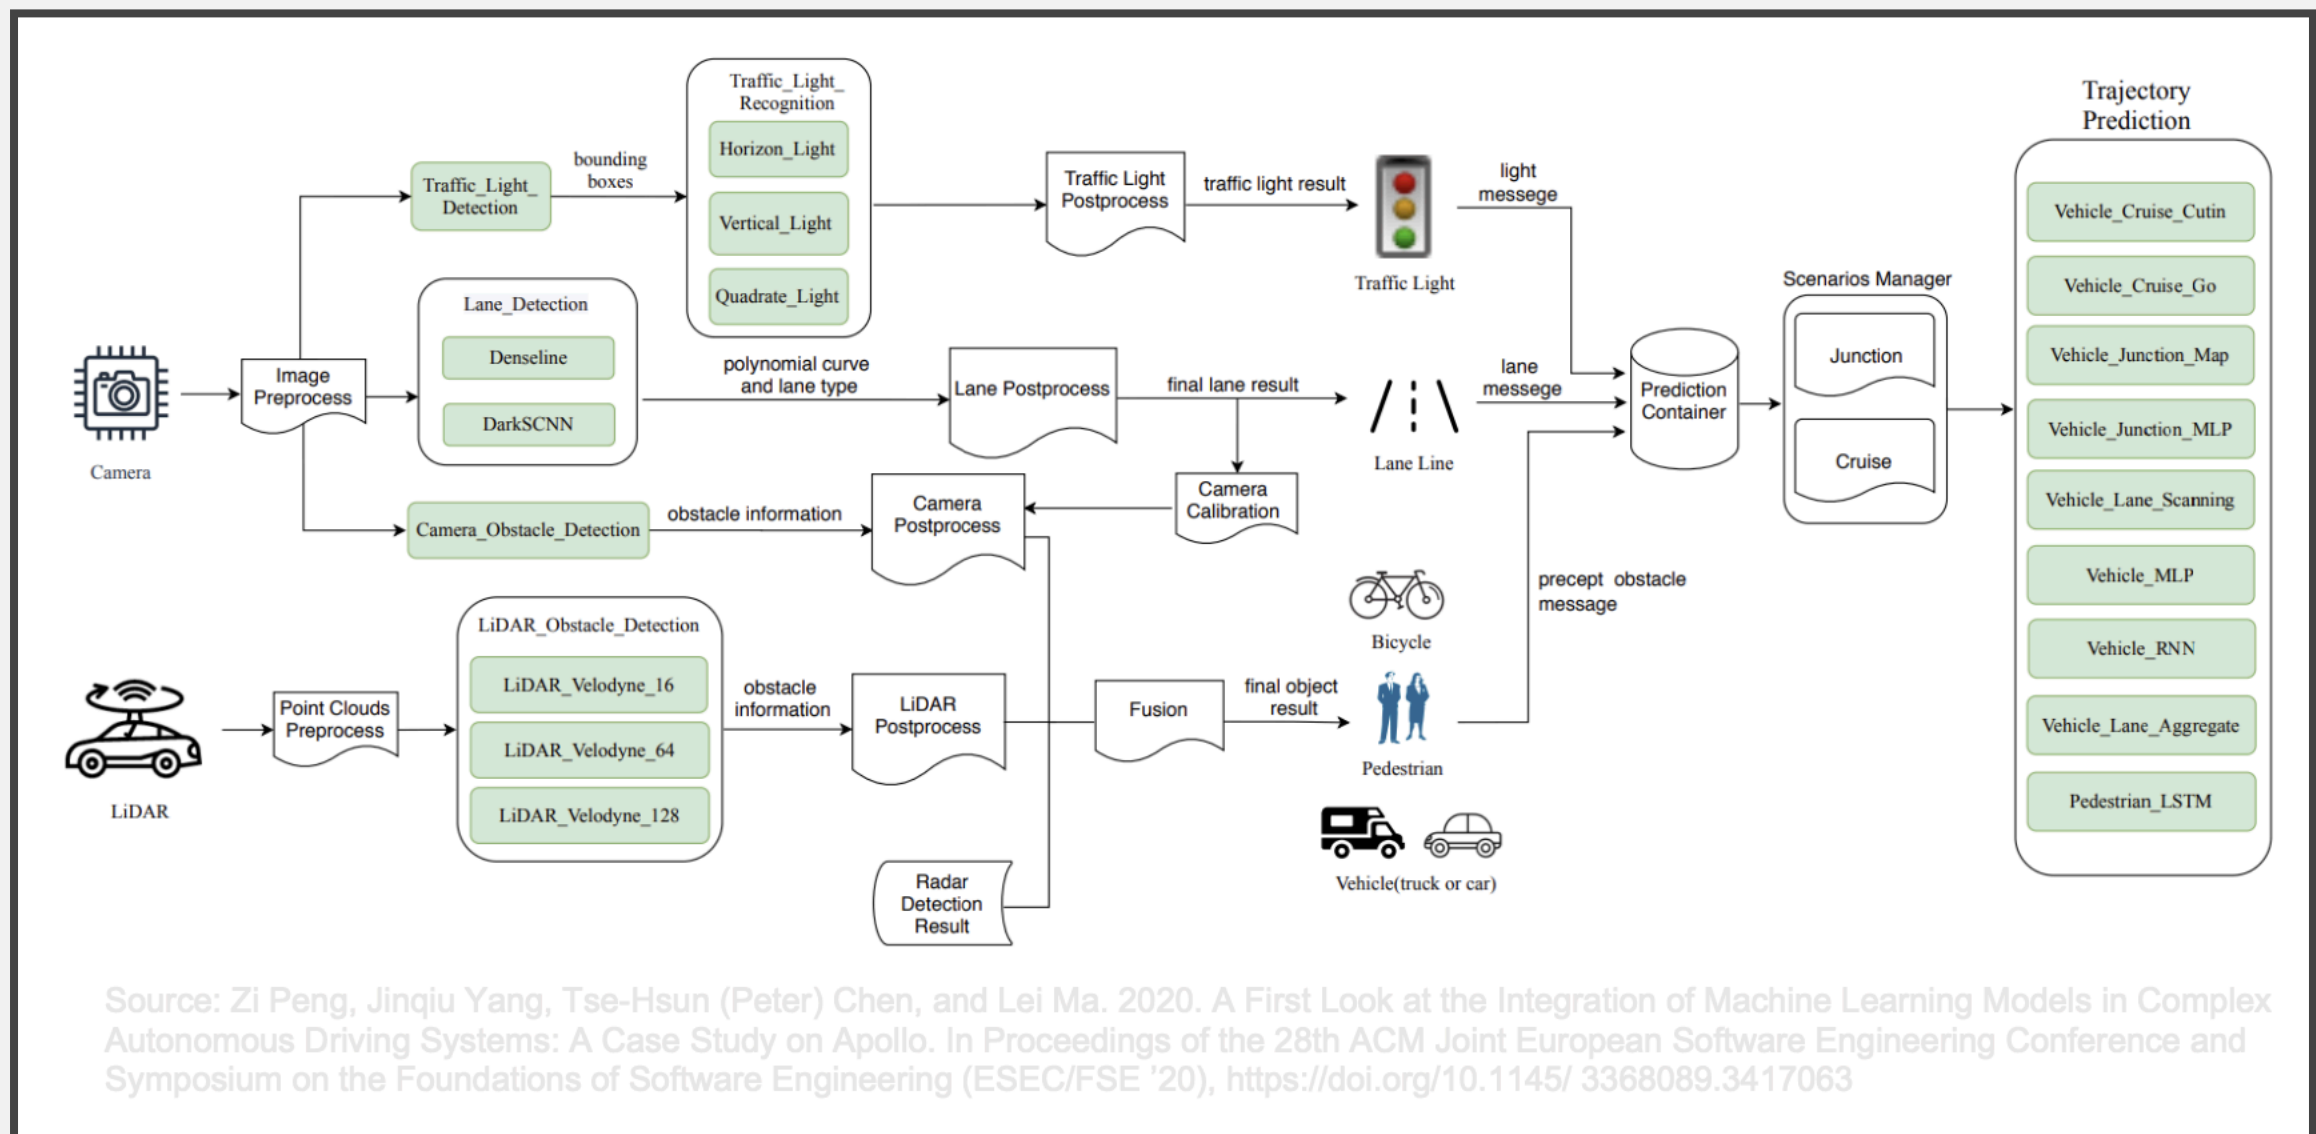 Traffic_Light_
Recognition
Horizon_Light
Vertical_Light
Quadrate_Light
Traffic_Light_
Detection
bounding
boxes
Traffic Light
Postprocess
traffic light result
Traffic Light
light
messege
Camera
Image
Preprocess
Lane_Detection
Denseline
DarkSCNN
polynomial curve
and lane type
Lane Postprocess
final lane result
Lane Line
lane
messege
Camera
Calibration
Camera_Obstacle_Detection
obstacle information
Camera
Postprocess
LiDAR
Point Clouds
Preprocess
LiDAR_Obstacle_Detection
LiDAR_Velodyne_16
LiDAR_Velodyne_64
LiDAR_Velodyne_128
obstacle
information
LiDAR
Postprocess
Radar
Detection
Result
Fusion
final object
result
Bicycle
Pedestrian
Vehicle(truck or car)
precept obstacle
message
Prediction
Container
Scenarios Manager
Junction
Cruise
Trajectory
Prediction
Vehicle_Cruise_Cutin
Vehicle_Cruise_Go
Vehicle_Junction_Map
Vehicle_Junction_MLP
Vehicle_Lane_Scanning
Vehicle_MLP
Vehicle_RNN
Vehicle_Lane_Aggregate
Pedestrian_LSTM
Source: Zi Peng, Jinqiu Yang, Tse-Hsun (Peter) Chen, and Lei Ma. 2020. A First Look at the Integration of Machine Learning Models in Complex
Autonomous Driving Systems: A Case Study on Apollo. In Proceedings of the 28th ACM Joint European Software Engineering Conference and
Symposium on the Foundations of Software Engineering (ESEC/FSE '20), https://doi.org/10.1145/ 3368089.3417063